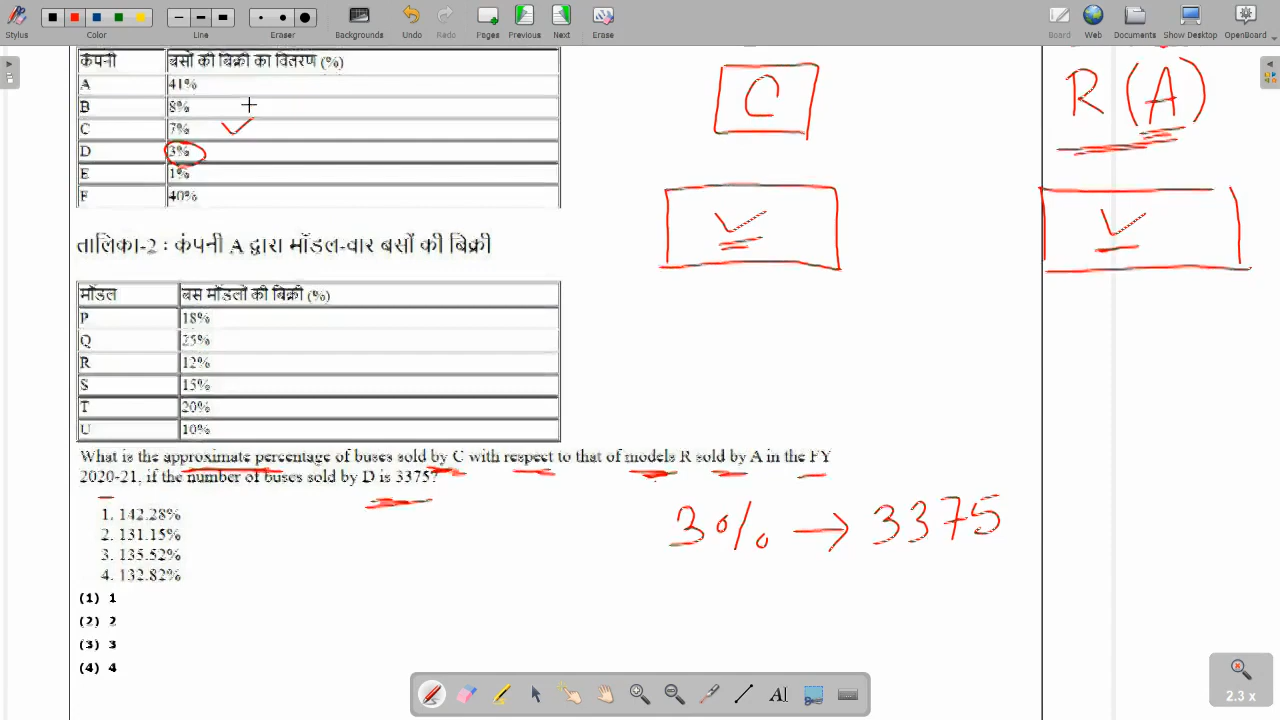 Stylus
Color
Line
Eraser
Backgrounds
Undo
Redo
Pages
Previous
Next
Erase
Board
Web
Documents
Show Desktop
OpenBoard
कंपनी बसों की बिक्री का वितरण (%)
A 41%
B 8%
C 7%
D 3%
E 1%
F 40%
C
R (A)
तालिका-2 : कंपनी A द्वारा मॉडल-वार बसों की बिक्री
मॉडल बस मॉडलों की बिक्री (%)
P 18%
Q 25%
R 12%
S 15%
T 20%
U 10%
What is the approximate percentage of buses sold by C with respect to that of models R sold by A in the FY
2020-21, if the number of buses sold by D is 3375?
3% → 3375
1. 142.28%
2. 131.15%
3. 135.52%
4. 132.82%
(1) 1
(2) 2
(3) 3
(4) 4
AI
2.3 x